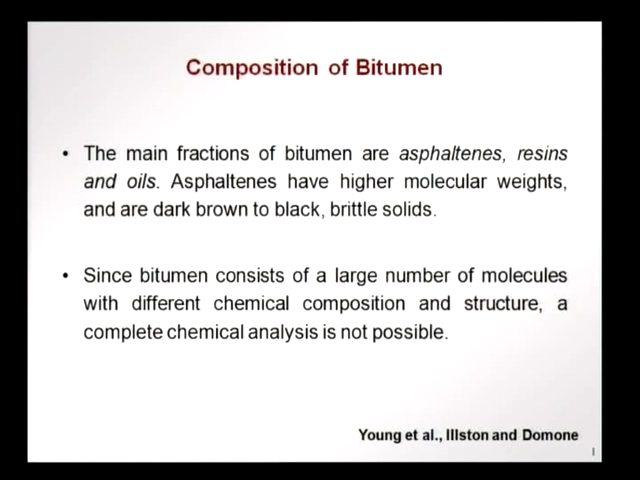 Composition of Bitumen
• The main fractions of bitumen are asphaltenes, resins
and oils. Asphaltenes have higher molecular weights,
and are dark brown to black, brittle solids.
• Since bitumen consists of a large number of molecules
with different chemical composition and structure, a
complete chemical analysis is not possible.
Young et al., Illston and Domone